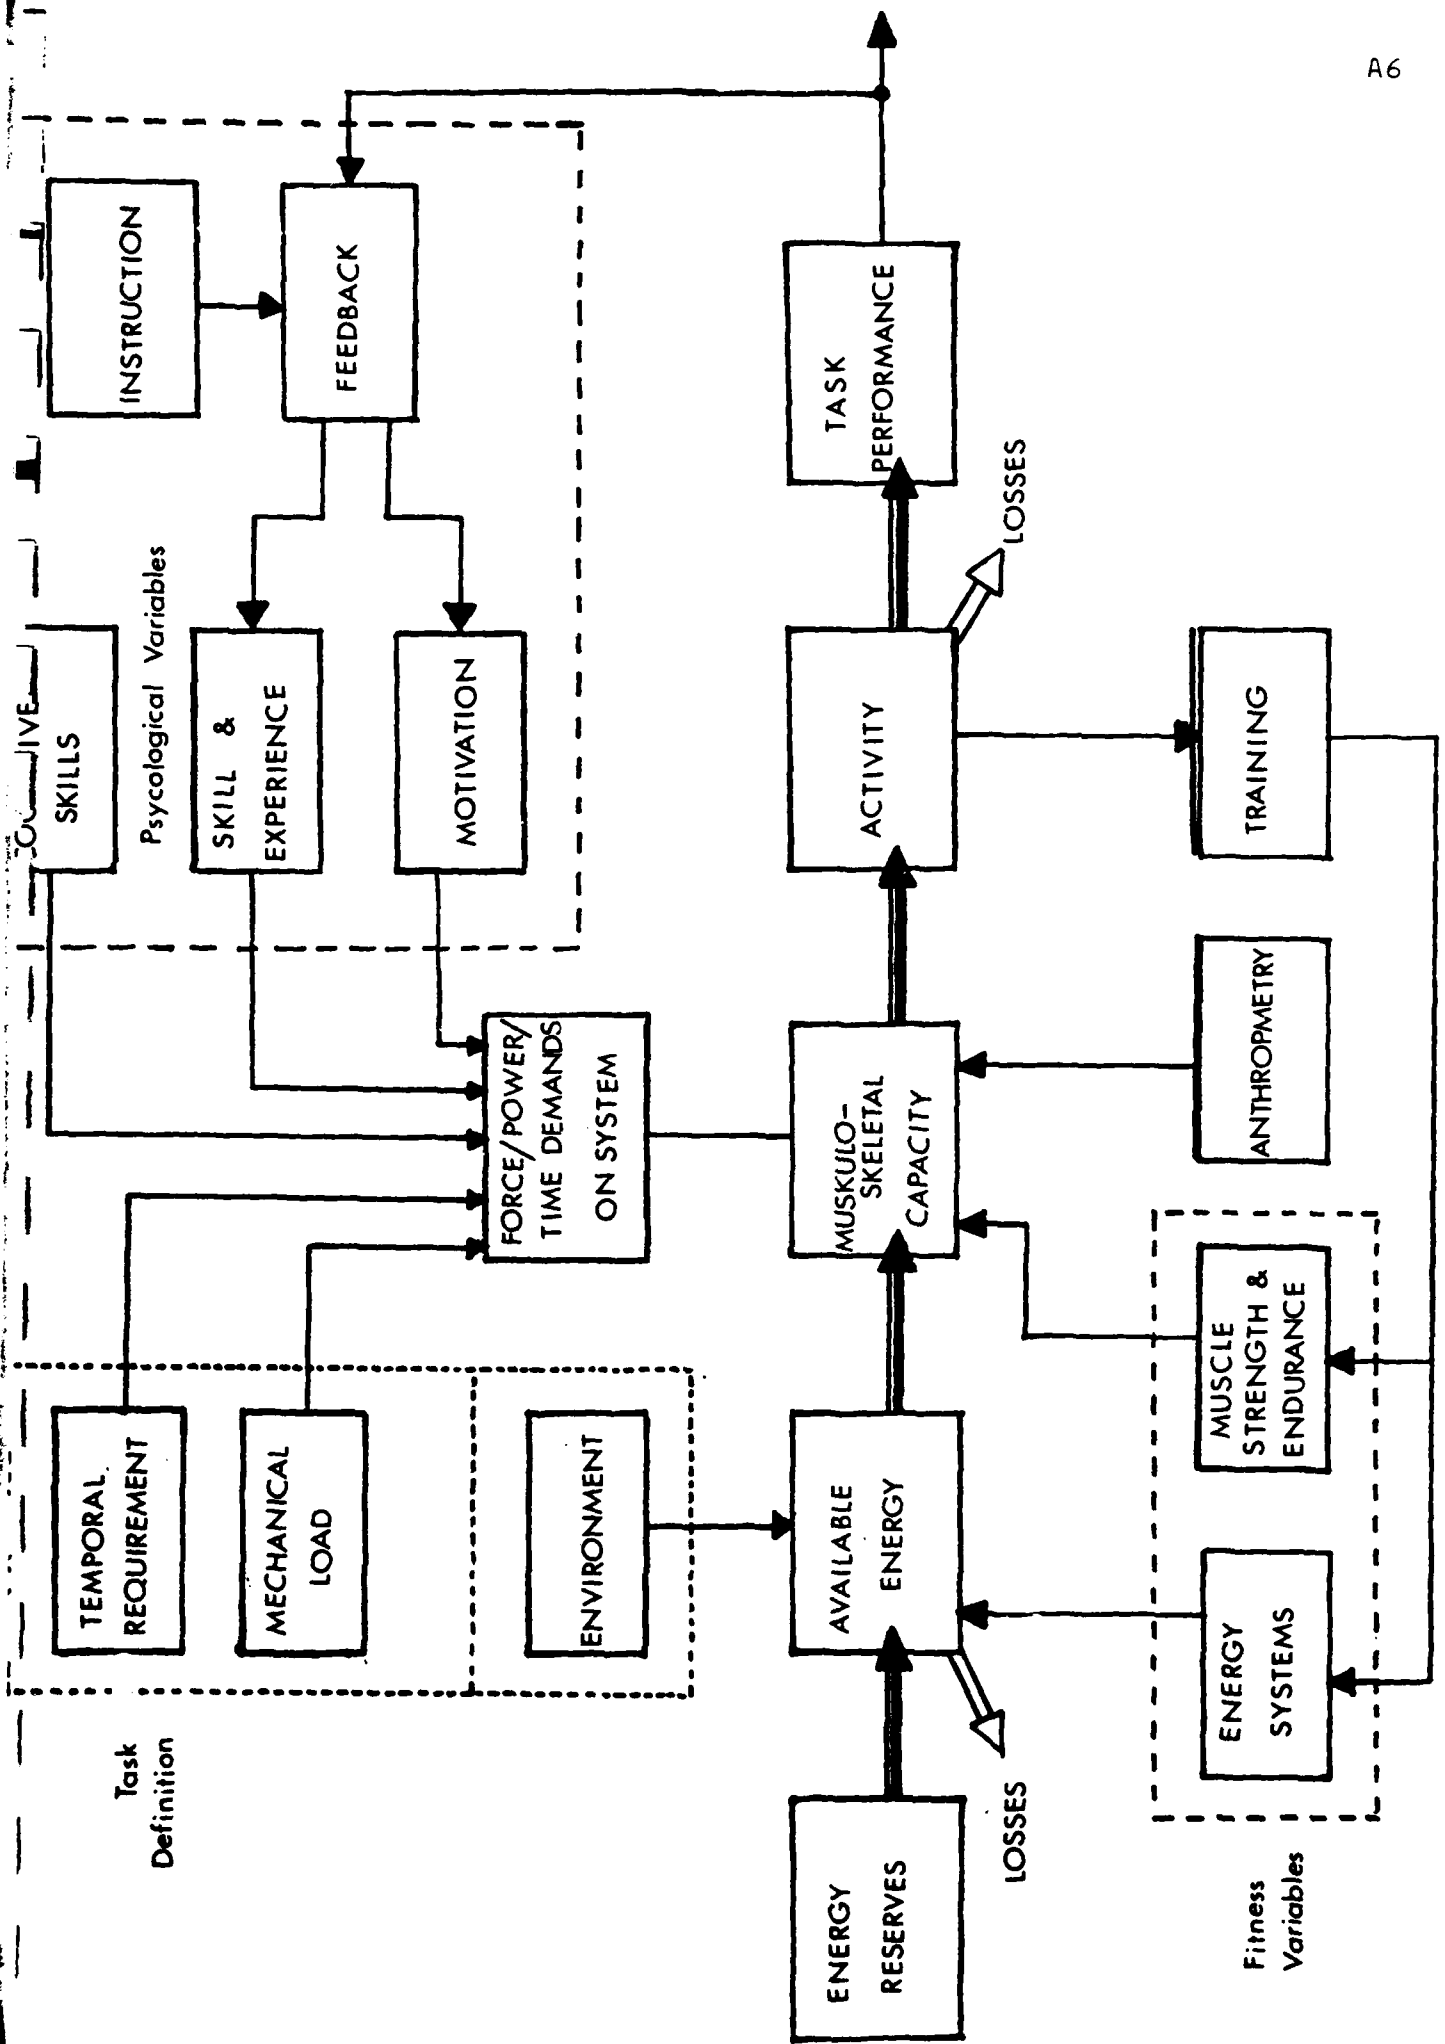 A6
Task
Definition
TEMPORAL
REQUIREMENT
MECHANICAL
LOAD
ENVIRONMENT
SKILLS
Psycological Variables
SKILL &
EXPERIENCE
MOTIVATION
INSTRUCTION
FEEDBACK
FORCE/POWER/
TIME DEMANDS
ON SYSTEM
ENERGY
RESERVES
AVAILABLE
ENERGY
MUSKULO-
SKELETAL
CAPACITY
ACTIVITY
TASK
PERFORMANCE
LOSSES
LOSSES
Fitness
Variables
ENERGY
SYSTEMS
MUSCLE
STRENGTH &
ENDURANCE
ANTHROPMETRY
TRAINING